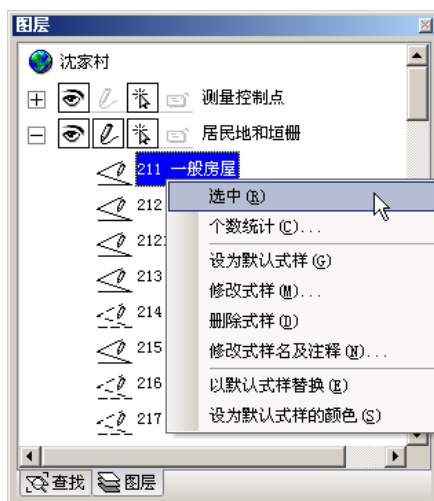 图层
沈家村
测量控制点
居民地和垣栅
211 一般房屋
212
选中(R)
212
个数统计(C)...
213
设为默认式样(G)
214
修改式样(M)...
删除式样(D)
215
修改式样名及注释(N)...
216
以默认式样替换(E)
217
设为默认式样的颜色(S)
查找
图层